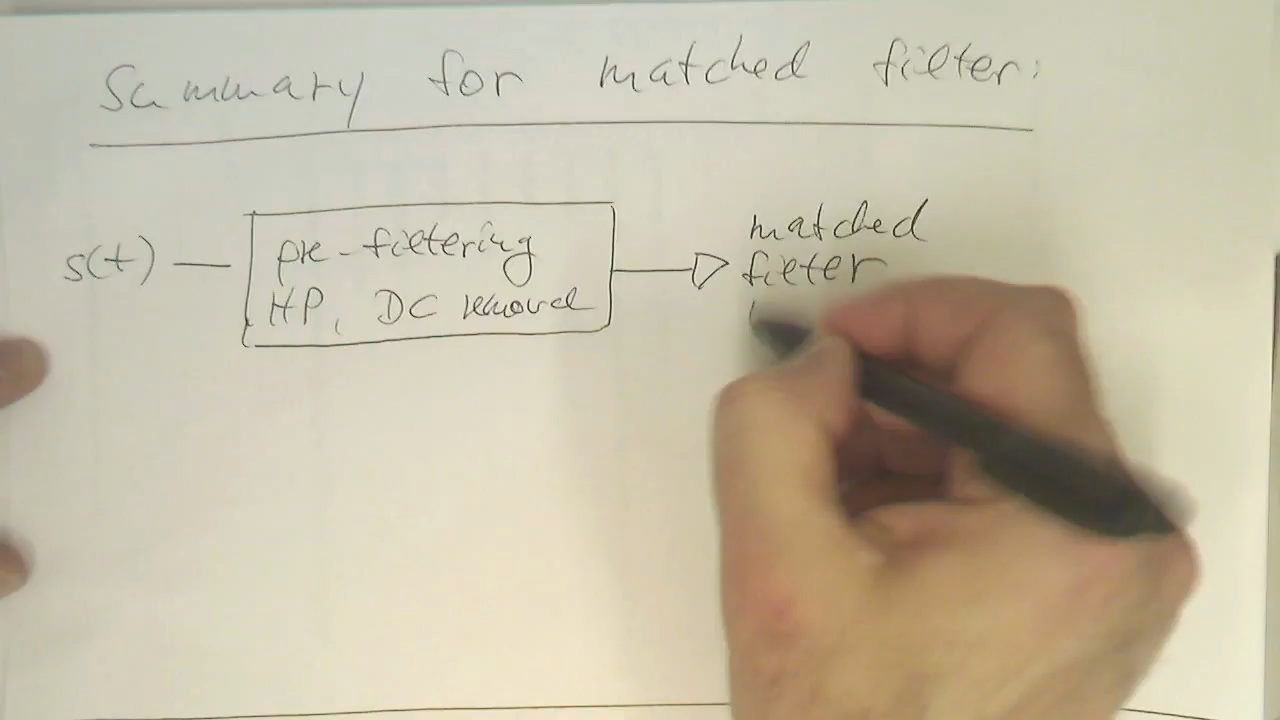 Summary for matched filter:
s(t)
pre-filtering
HP, DC removal
matched
filter